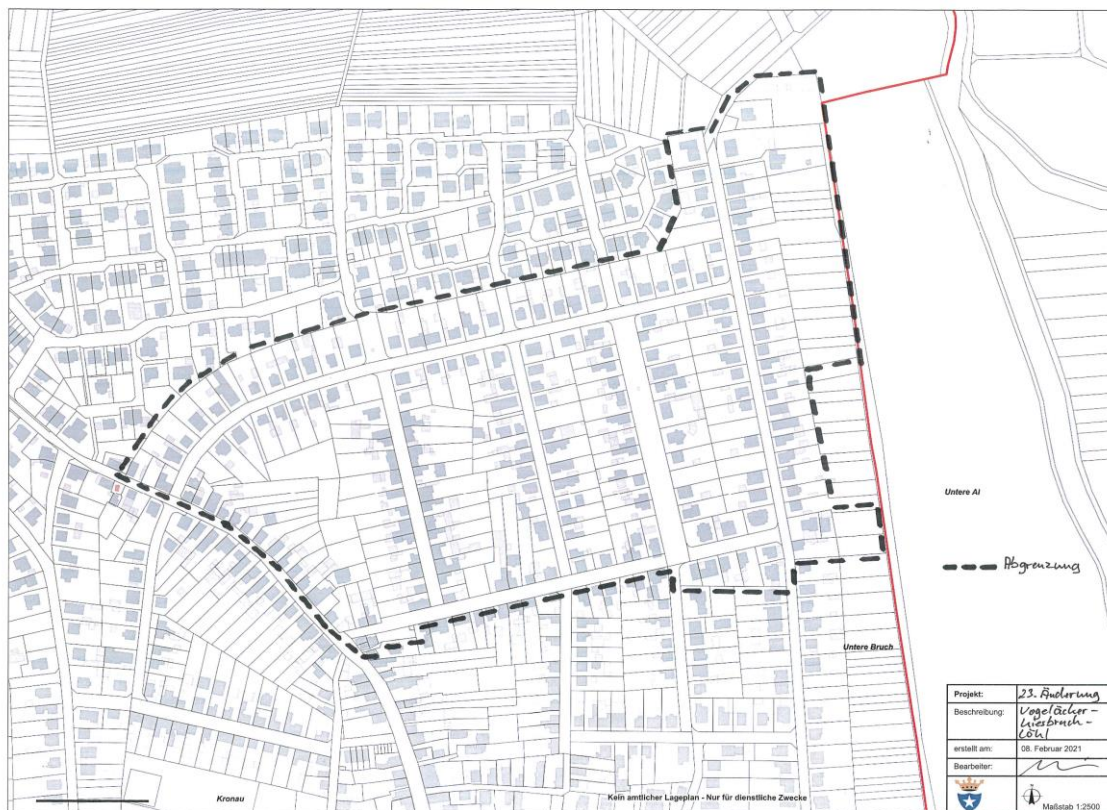 Untere Al
Abgrenzung
Untere Bruch
Projekt: 23. Änderung
Beschreibung: Vogeläcker -
Löhl
erstellt am: 08. Februar 2021
Bearbeiter:
Kronau
Kein amtlicher Lageplan - Nur für dienstliche Zwecke
Maßstab 1:2500